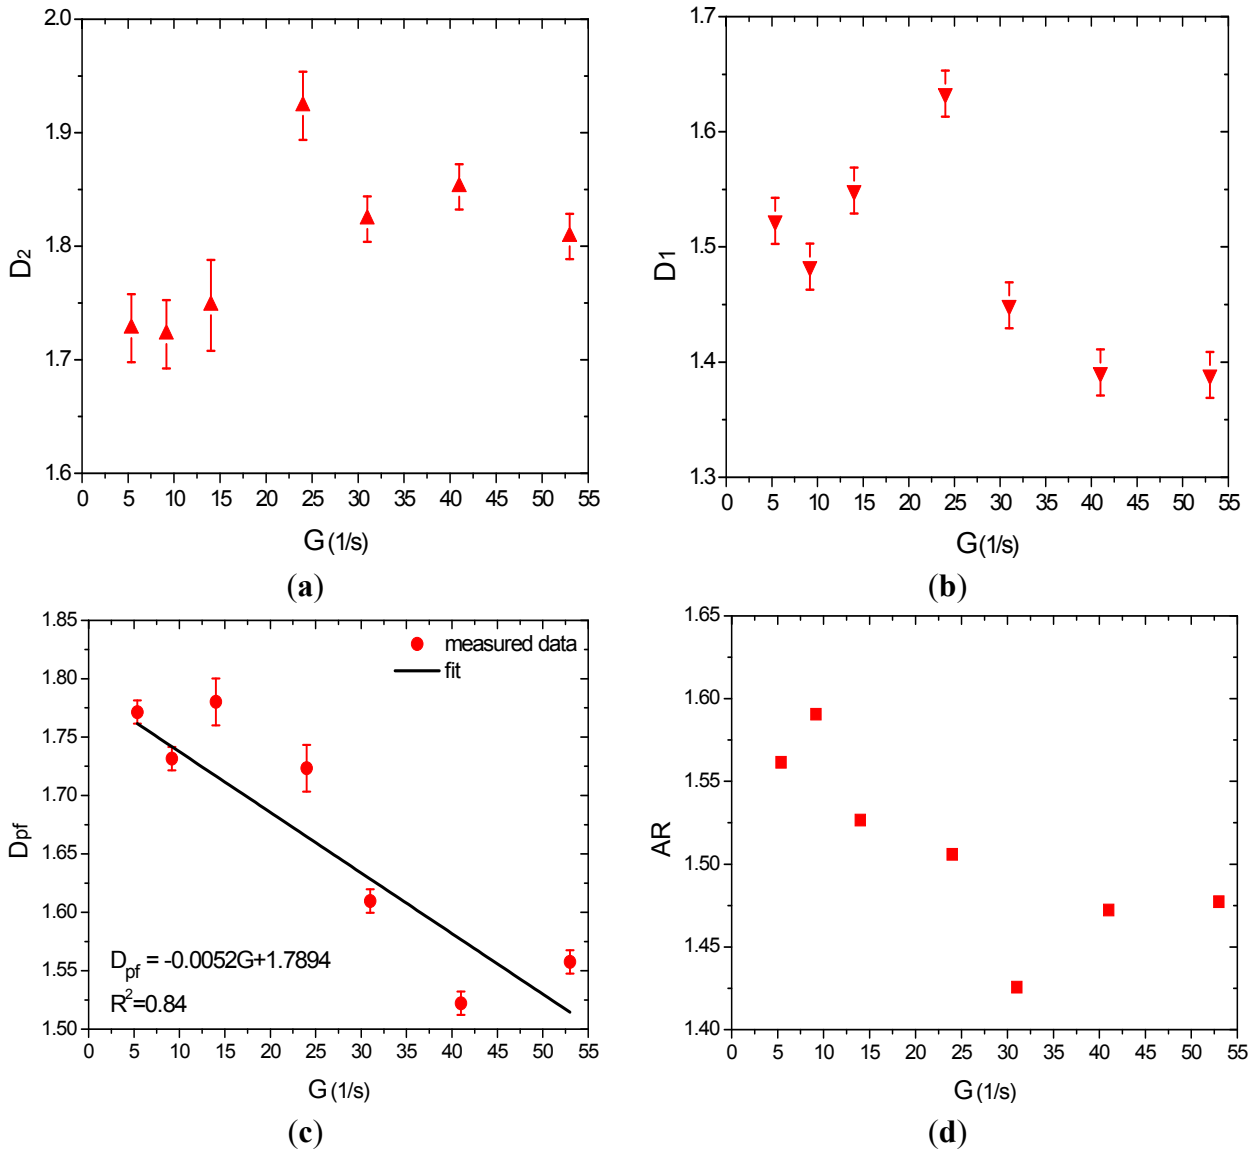 2.0
1.9
1.8
1.7
1.6
D2
0 5 10 15 20 25 30 35 40 45 50 55
G (1/s)
(a)
1.7
1.6
1.5
1.4
1.3
D1
0 5 10 15 20 25 30 35 40 45 50 55
G (1/s)
(b)
1.85
1.80
1.75
1.70
1.65
1.60
1.55
1.50
Dpf
measured data
fit
Dpf = -0.0052G+1.7894
R2=0.84
0 5 10 15 20 25 30 35 40 45 50 55
G (1/s)
(c)
1.65
1.60
1.55
1.50
1.45
1.40
AR
0 5 10 15 20 25 30 35 40 45 50 55
G (1/s)
(d)